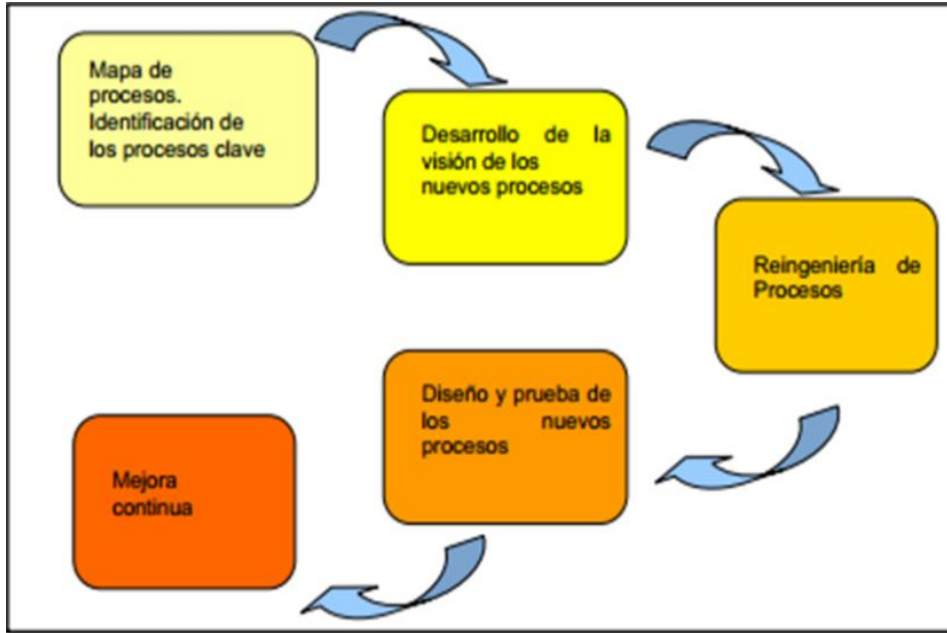 Mapa de
procesos.
Identificación de
los procesos clave
Desarrollo de la
visión de los
nuevos procesos
Reingeniería de
Procesos
Diseño y prueba de
los nuevos
procesos
Mejora
continua